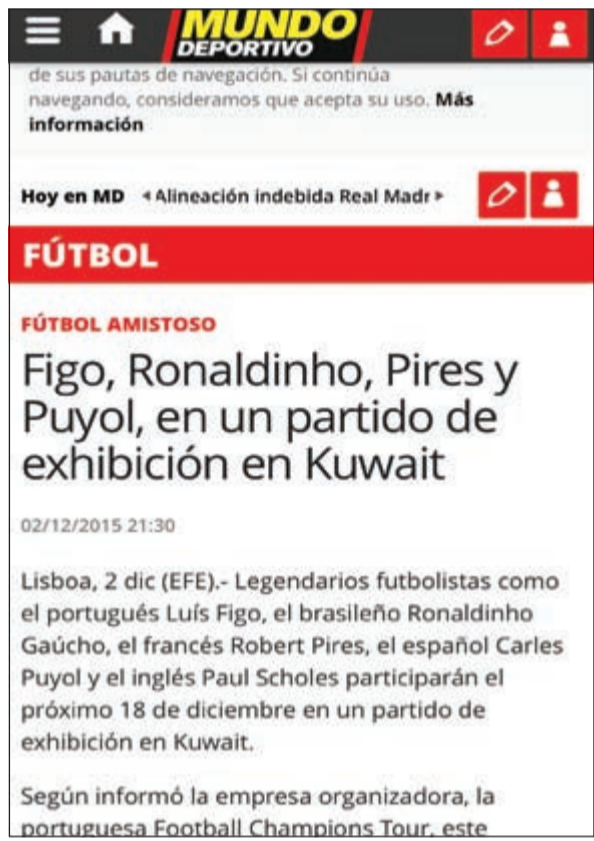 MUNDO
DEPORTIVO
de sus pautas de navegación. Si continúa
navegando, consideramos que acepta su uso. Más
información
Hoy en MD Alineación indebida Real Madr
FÚTBOL
FÚTBOL AMISTOSO
Figo, Ronaldinho, Pires y
Puyol, en un partido de
exhibición en Kuwait
02/12/2015 21:30
Lisboa, 2 dic (EFE).- Legendarios futbolistas como
el portugués Luís Figo, el brasileño Ronaldinho
Gaúcho, el francés Robert Pires, el español Carles
Puyol y el inglés Paul Scholes participarán el
próximo 18 de diciembre en un partido de
exhibición en Kuwait.
Según informó la empresa organizadora, la
portuguesa Football Champions Tour, este